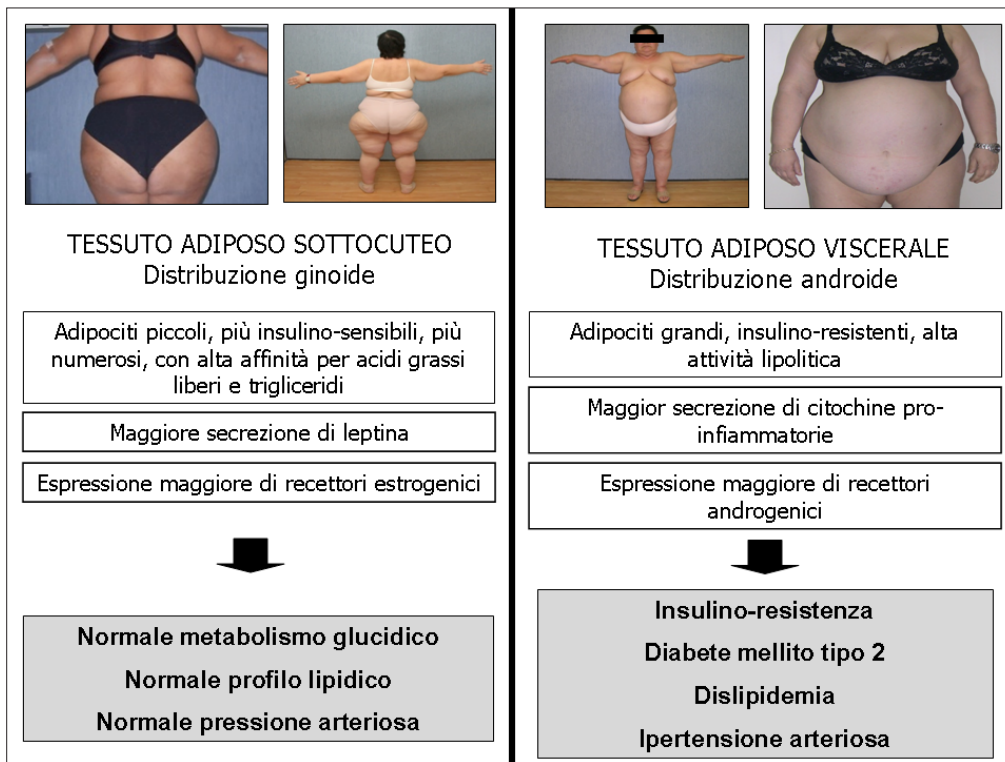 TESSUTO ADIPOSO SOTTOCUTEO
Distribuzione ginoide
Adipociti piccoli, più insulino-sensibili, più
numerosi, con alta affinità per acidi grassi
liberi e trigliceridi
Maggiore secrezione di leptina
Espressione maggiore di recettori estrogenici
Normale metabolismo glucidico
Normale profilo lipidico
Normale pressione arteriosa
TESSUTO ADIPOSO VISCERALE
Distribuzione androide
Adipociti grandi, insulino-resistenti, alta
attività lipolitica
Maggior secrezione di citochine pro-
infiammatorie
Espressione maggiore di recettori
androgenici
Insulino-resistenza
Diabete mellito tipo 2
Dislipidemia
Ipertensione arteriosa